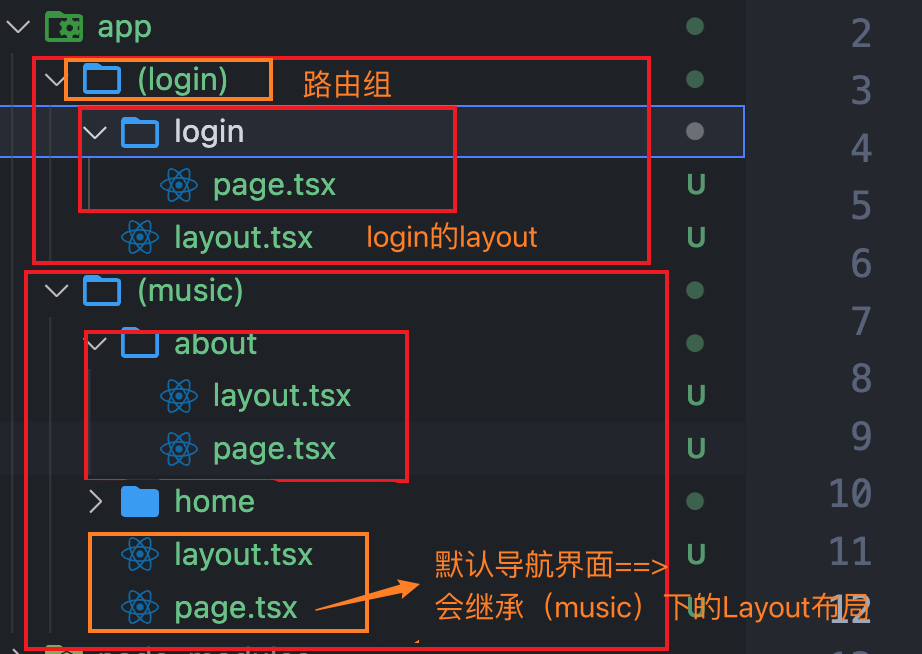 app
2
(login)
路由组
3
login
4
page.tsx
U
5
layout.tsx
login的layout
U
6
(music)
7
about
8
layout.tsx
U
9
page.tsx
U
10
home
11
layout.tsx
默认导航界面==>
U
12
page.tsx
会继承（music）下的Layout布局
U
node_modules